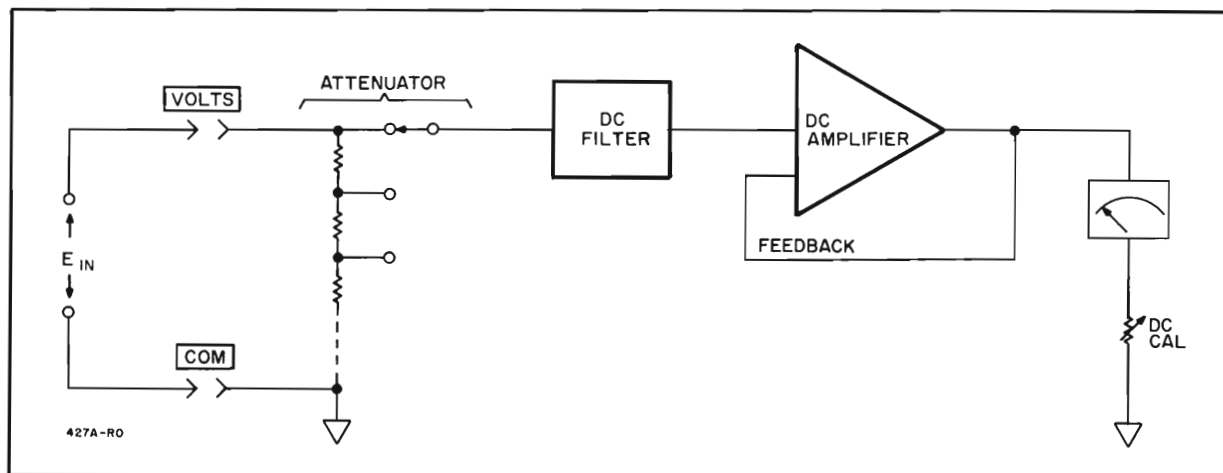 ATTENUATOR
VOLTS
DC
FILTER
DC
AMPLIFIER
FEEDBACK
E IN
COM
DC
CAL
427A-RO